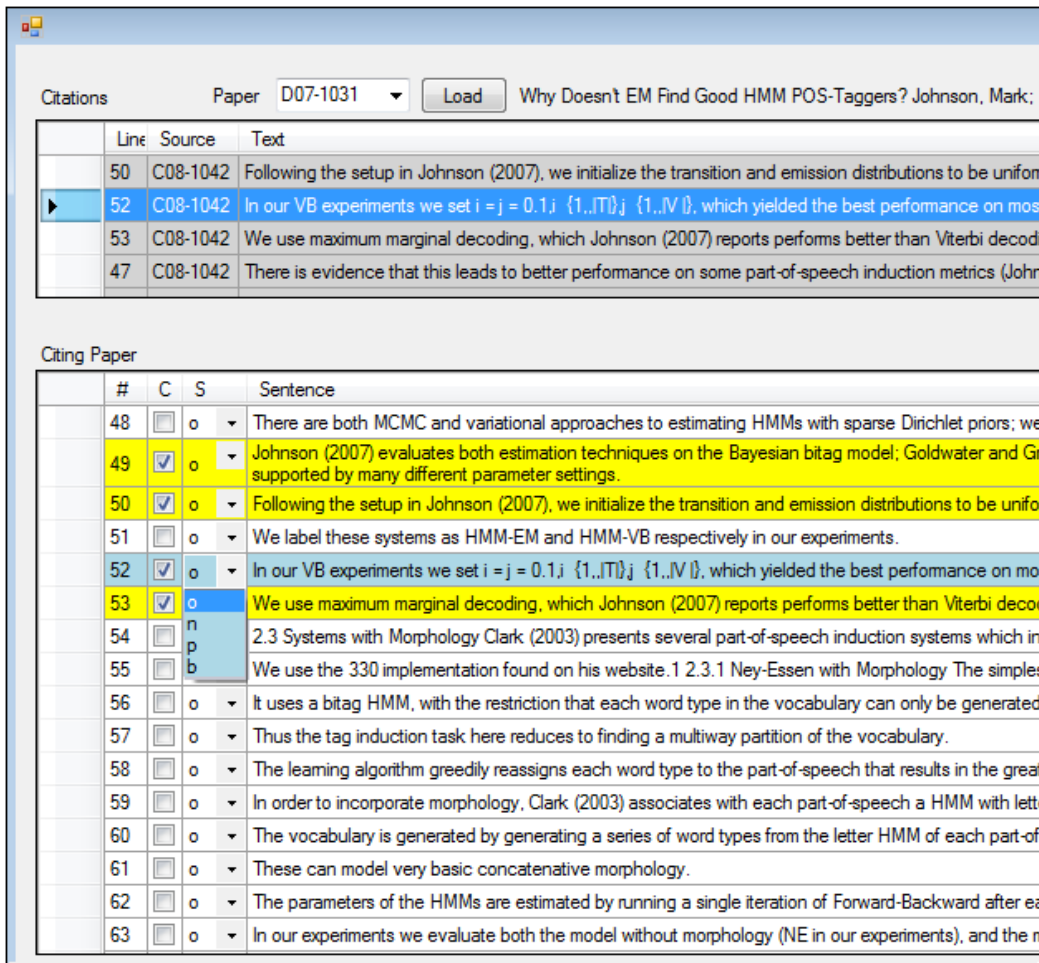 Citations Paper D07-1031 Load Why Doesn't EM Find Good HMM POS-Taggers? Johnson, Mark;
Line Source Text
50 C08-1042 Following the setup in Johnson (2007), we initialize the transition and emission distributions to be unifor
52 C08-1042 In our VB experiments we set i = j = 0.1,i {1,,|T|},j {1,,|V |}, which yielded the best performance on mos
53 C08-1042 We use maximum marginal decoding, which Johnson (2007) reports performs better than Viterbi decodi
47 C08-1042 There is evidence that this leads to better performance on some part-of-speech induction metrics (John
Citing Paper
# C S Sentence
48 o There are both MCMC and variational approaches to estimating HMMs with sparse Dirichlet priors; we
49 o Johnson (2007) evaluates both estimation techniques on the Bayesian bitag model; Goldwater and Gr
supported by many different parameter settings.
50 o Following the setup in Johnson (2007), we initialize the transition and emission distributions to be unifo
51 o We label these systems as HMM-EM and HMM-VB respectively in our experiments.
52 o In our VB experiments we set i = j = 0.1,i {1,,|T|},j {1,,|V |}, which yielded the best performance on mo
53 o We use maximum marginal decoding, which Johnson (2007) reports performs better than Viterbi deco
n
54 p 2.3 Systems with Morphology Clark (2003) presents several part-of-speech induction systems which in
55 b We use the 330 implementation found on his website.1 2.3.1 Ney-Essen with Morphology The simples
56 o It uses a bitag HMM, with the restriction that each word type in the vocabulary can only be generated
57 o Thus the tag induction task here reduces to finding a multiway partition of the vocabulary.
58 o The learning algorithm greedily reassigns each word type to the part-of-speech that results in the grea
59 o In order to incorporate morphology, Clark (2003) associates with each part-of-speech a HMM with lett
60 o The vocabulary is generated by generating a series of word types from the letter HMM of each part-of
61 o These can model very basic concatenative morphology.
62 o The parameters of the HMMs are estimated by running a single iteration of Forward-Backward after ea
63 o In our experiments we evaluate both the model without morphology (NE in our experiments), and the m